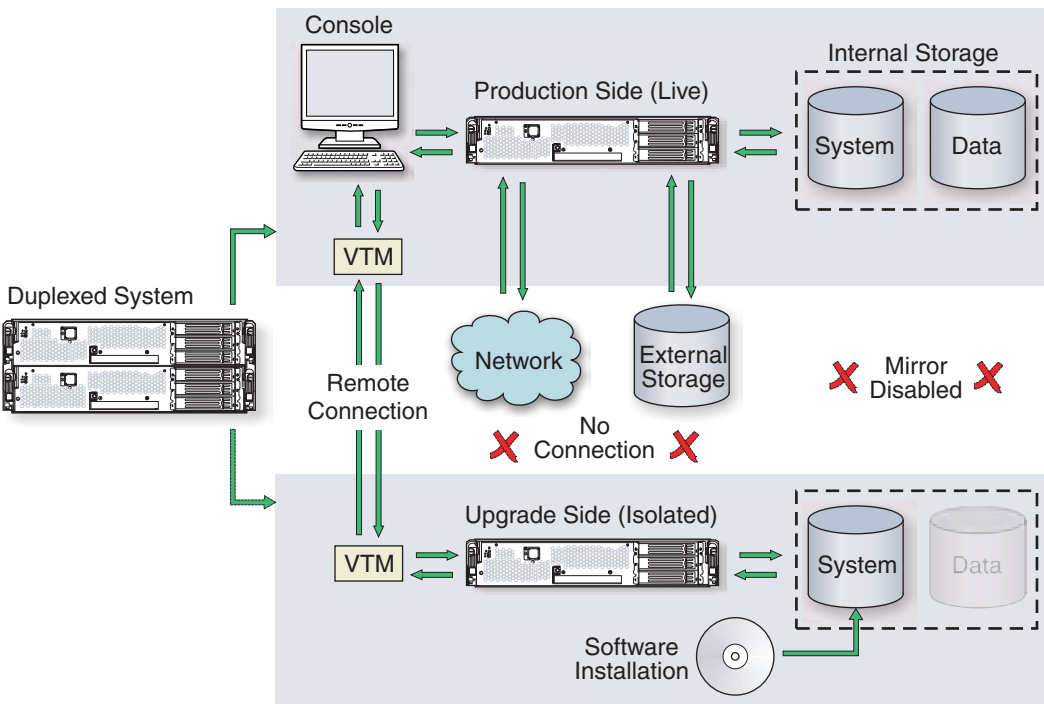 Console
Internal Storage
Production Side (Live)
System
Data
VTM
Duplexed System
Network
External
Storage
Mirror
Disabled
Remote
Connection
No
Connection
Upgrade Side (Isolated)
VTM
System
Data
Software
Installation